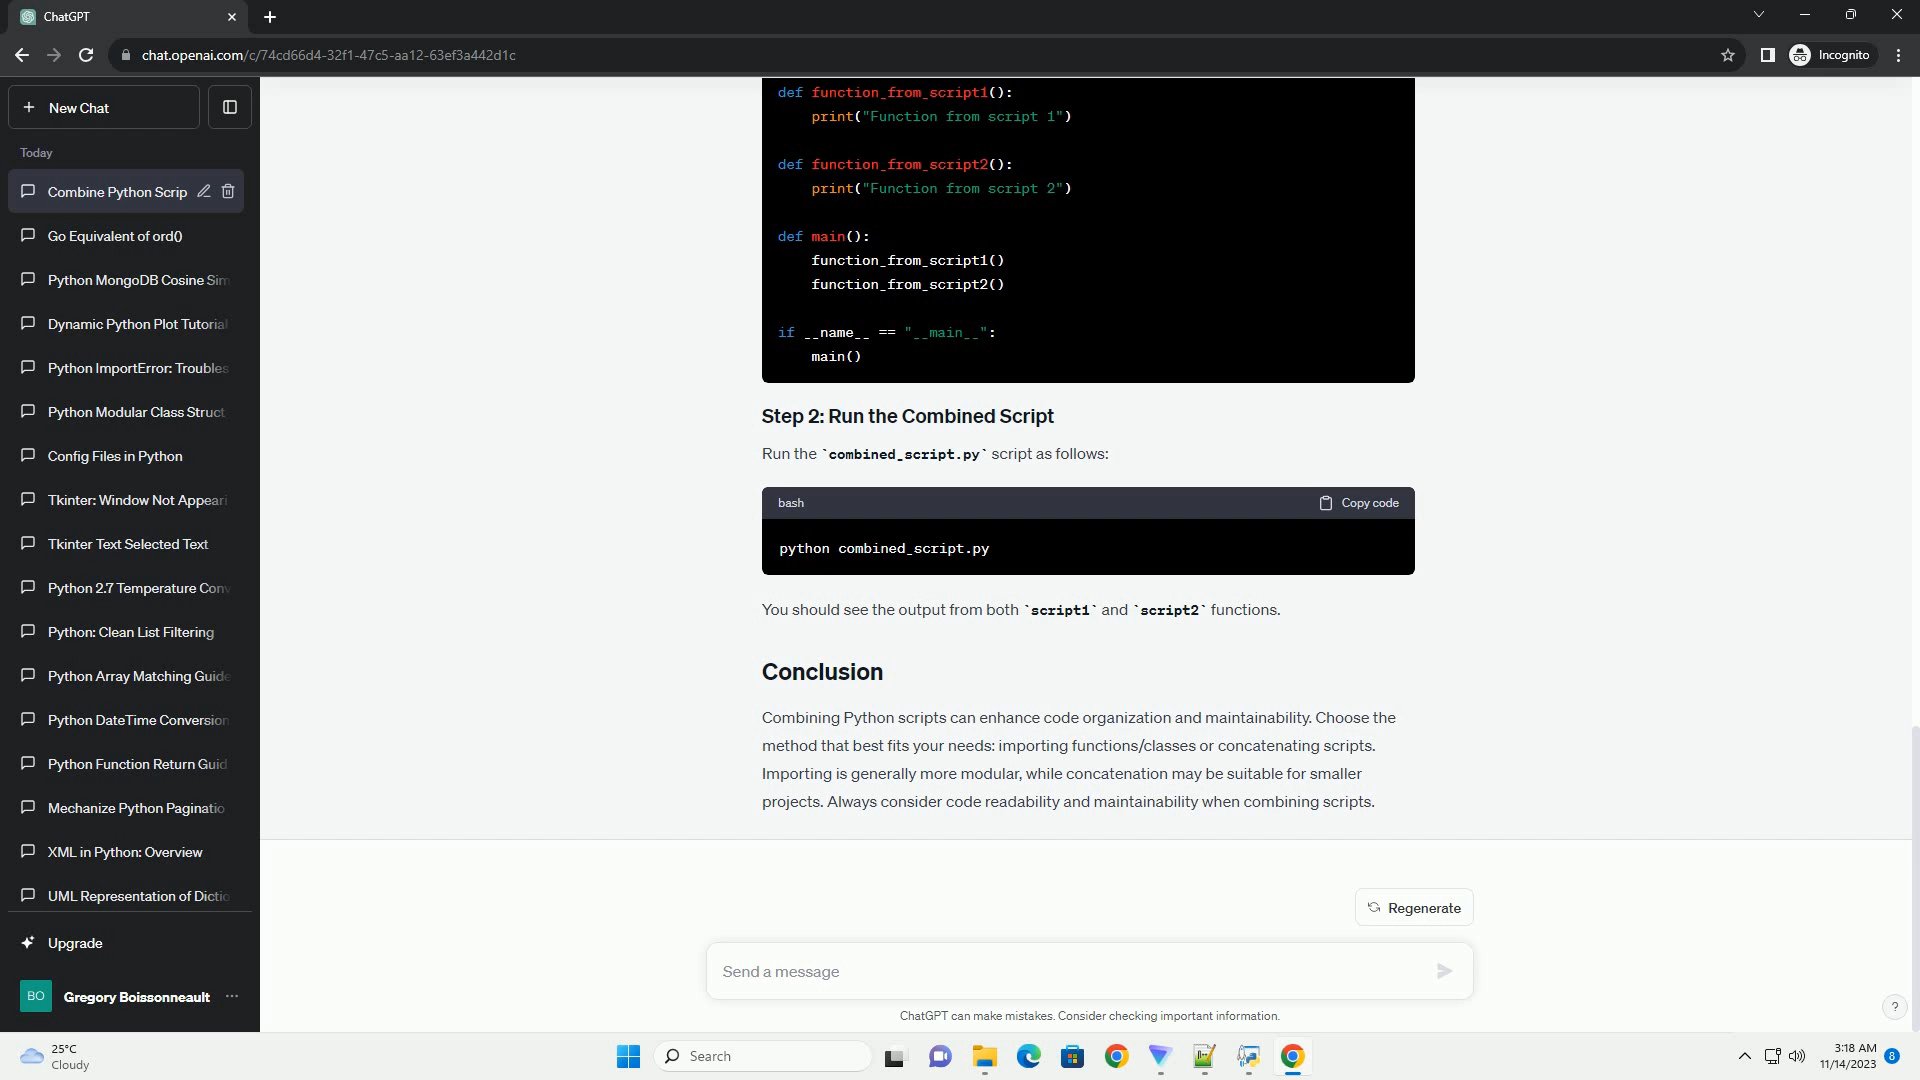 ChatGPT
chat.openai.com/c/74cd66d4-32f1-47c5-aa12-63ef3a442d1c
Incognito
New Chat
Today
Combine Python Scrip
Go Equivalent of ord()
Python MongoDB Cosine Sim
Dynamic Python Plot Tutorial
Python ImportError: Troubles
Python Modular Class Struct
Config Files in Python
Tkinter: Window Not Appeari
Tkinter Text Selected Text
Python 2.7 Temperature Conv
Python: Clean List Filtering
Python Array Matching Guide
Python DateTime Conversion
Python Function Return Guid
Mechanize Python Paginatio
XML in Python: Overview
UML Representation of Dictio
Upgrade
BO
Gregory Boissonneault
def function_from_script1():
print("Function from script 1")
def function_from_script2():
print("Function from script 2")
def main():
function_from_script1()
function_from_script2()
if __name__ == "__main__":
main()
Step 2: Run the Combined Script
Run the `combined_script.py` script as follows:
bash
Copy code
python combined_script.py
You should see the output from both `script1` and `script2` functions.
Conclusion
Combining Python scripts can enhance code organization and maintainability. Choose the
method that best fits your needs: importing functions/classes or concatenating scripts.
Importing is generally more modular, while concatenation may be suitable for smaller
projects. Always consider code readability and maintainability when combining scripts.
Regenerate
Send a message
ChatGPT can make mistakes. Consider checking important information.
?
25°C
Cloudy
Search
3:18 AM
11/14/2023
8